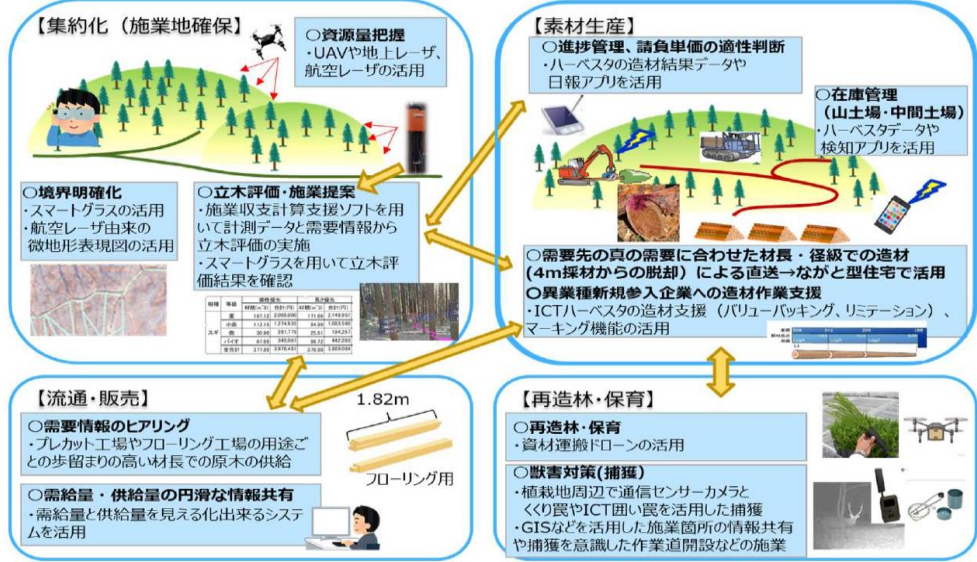 【集約化（施業地確保）】
○資源量把握
・UAVや地上レーザ、
航空レーザの活用
○境界明確化
・スマートグラスの活用
・航空レーザ由来の
微地形表現図の活用
○立木評価・施業提案
・施業収支計算支援ソフトを用
いて計測データと需要情報から
立木評価の実施
・スマートグラスを用いて立木評
価結果を確認
【素材生産】
○進捗管理、請負単価の適性判断
・ハーベスタの造材結果データや
日報アプリを活用
○在庫管理
（山土場・中間土場）
・ハーベスタデータや
検知アプリを活用
○需要先の真の需要に合わせた材長・径級での造材
(4m採材からの脱却）による直送→ながと型住宅で活用
○異業種新規参入企業への造材作業支援
・ICTハーベスタの造材支援（バリューバッキング、リミテーション）、
マーキング機能の活用
【流通・販売】
○需要情報のヒアリング
・プレカット工場やフローリング工場の用途ご
との歩留まりの高い材長での原木の供給
1.82m
フローリング用
○需給量・供給量の円滑な情報共有
・需給量と供給量を見える化出来るシステ
ムを活用
【再造林・保育】
○再造林・保育
・資材運搬ドローンの活用
○獣害対策(捕獲）
・植栽地周辺で通信センサーカメラと
くくり罠やICT囲い罠を活用した捕獲
・GISなどを活用した施業箇所の情報共有
や捕獲を意識した作業道開設などの施業